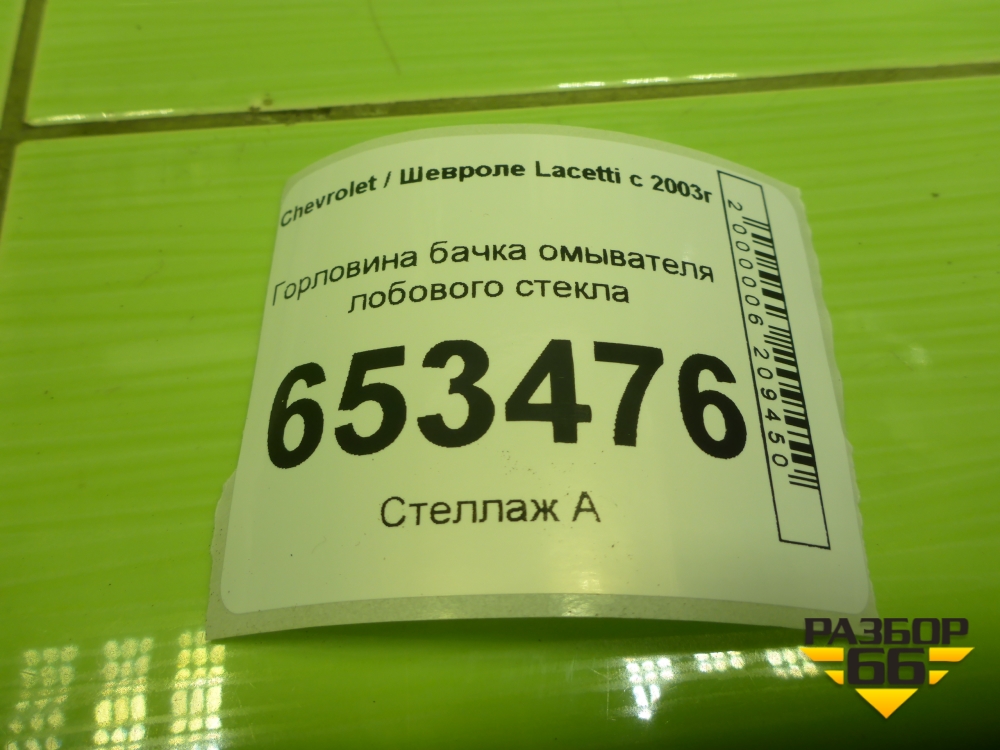 Chevrolet / Шевроле Lacetti с 2003г
Горловина бачка омывателя
лобового стекла
653476
Стеллаж А
2000006209450
РАЗБОР
66